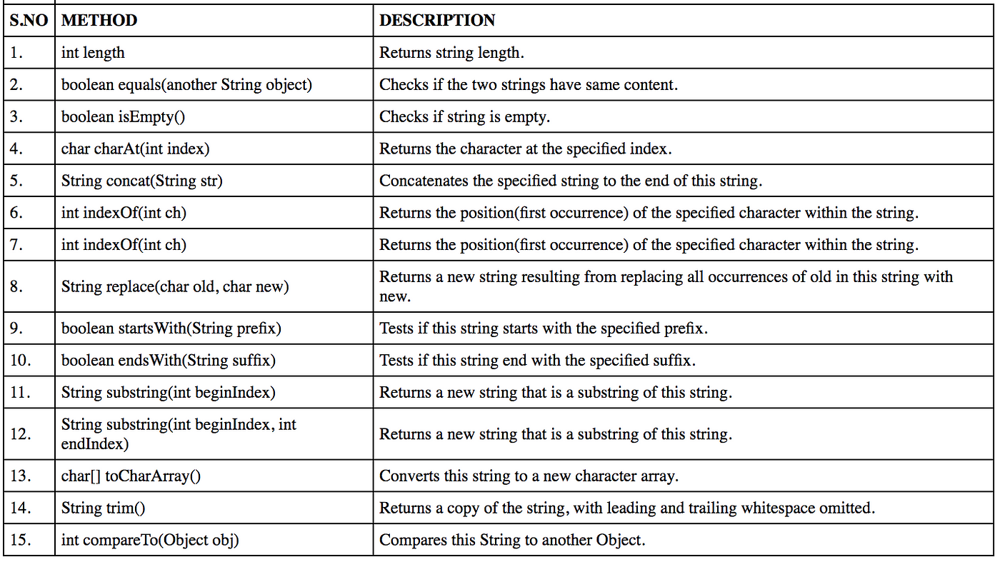 S.NO METHOD DESCRIPTION
1. int length Returns string length.
2. boolean equals(another String object) Checks if the two strings have same content.
3. boolean isEmpty() Checks if string is empty.
4. char charAt(int index) Returns the character at the specified index.
5. String concat(String str) Concatenates the specified string to the end of this string.
6. int indexOf(int ch) Returns the position(first occurrence) of the specified character within the string.
7. int indexOf(int ch) Returns the position(first occurrence) of the specified character within the string.
8. String replace(char old, char new) Returns a new string resulting from replacing all occurrences of old in this string with
new.
9. boolean startsWith(String prefix) Tests if this string starts with the specified prefix.
10. boolean endsWith(String suffix) Tests if this string end with the specified suffix.
11. String substring(int beginIndex) Returns a new string that is a substring of this string.
12. String substring(int beginIndex, int
endIndex) Returns a new string that is a substring of this string.
13. char[] toCharArray() Converts this string to a new character array.
14. String trim() Returns a copy of the string, with leading and trailing whitespace omitted.
15. int compareTo(Object obj) Compares this String to another Object.